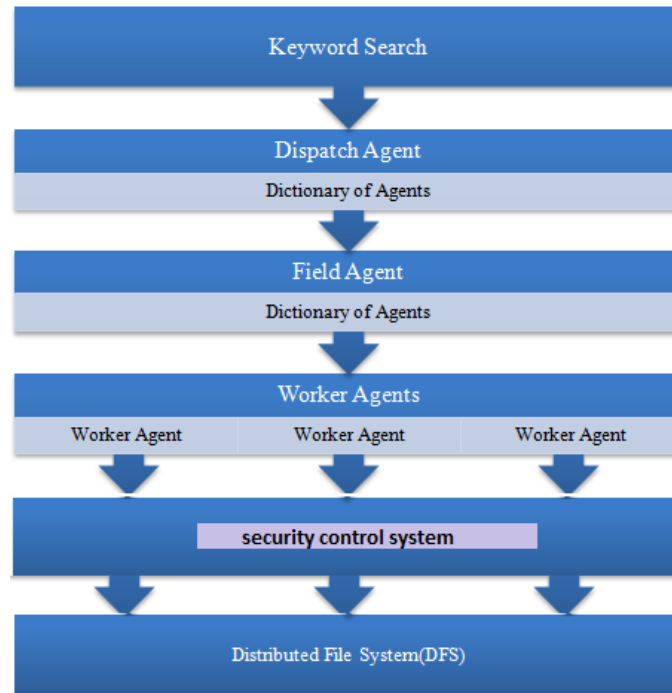 Keyword Search
Dispatch Agent
Dictionary of Agents
Field Agent
Dictionary of Agents
Worker Agents
Worker Agent Worker Agent Worker Agent
security control system
Distributed File System(DFS)